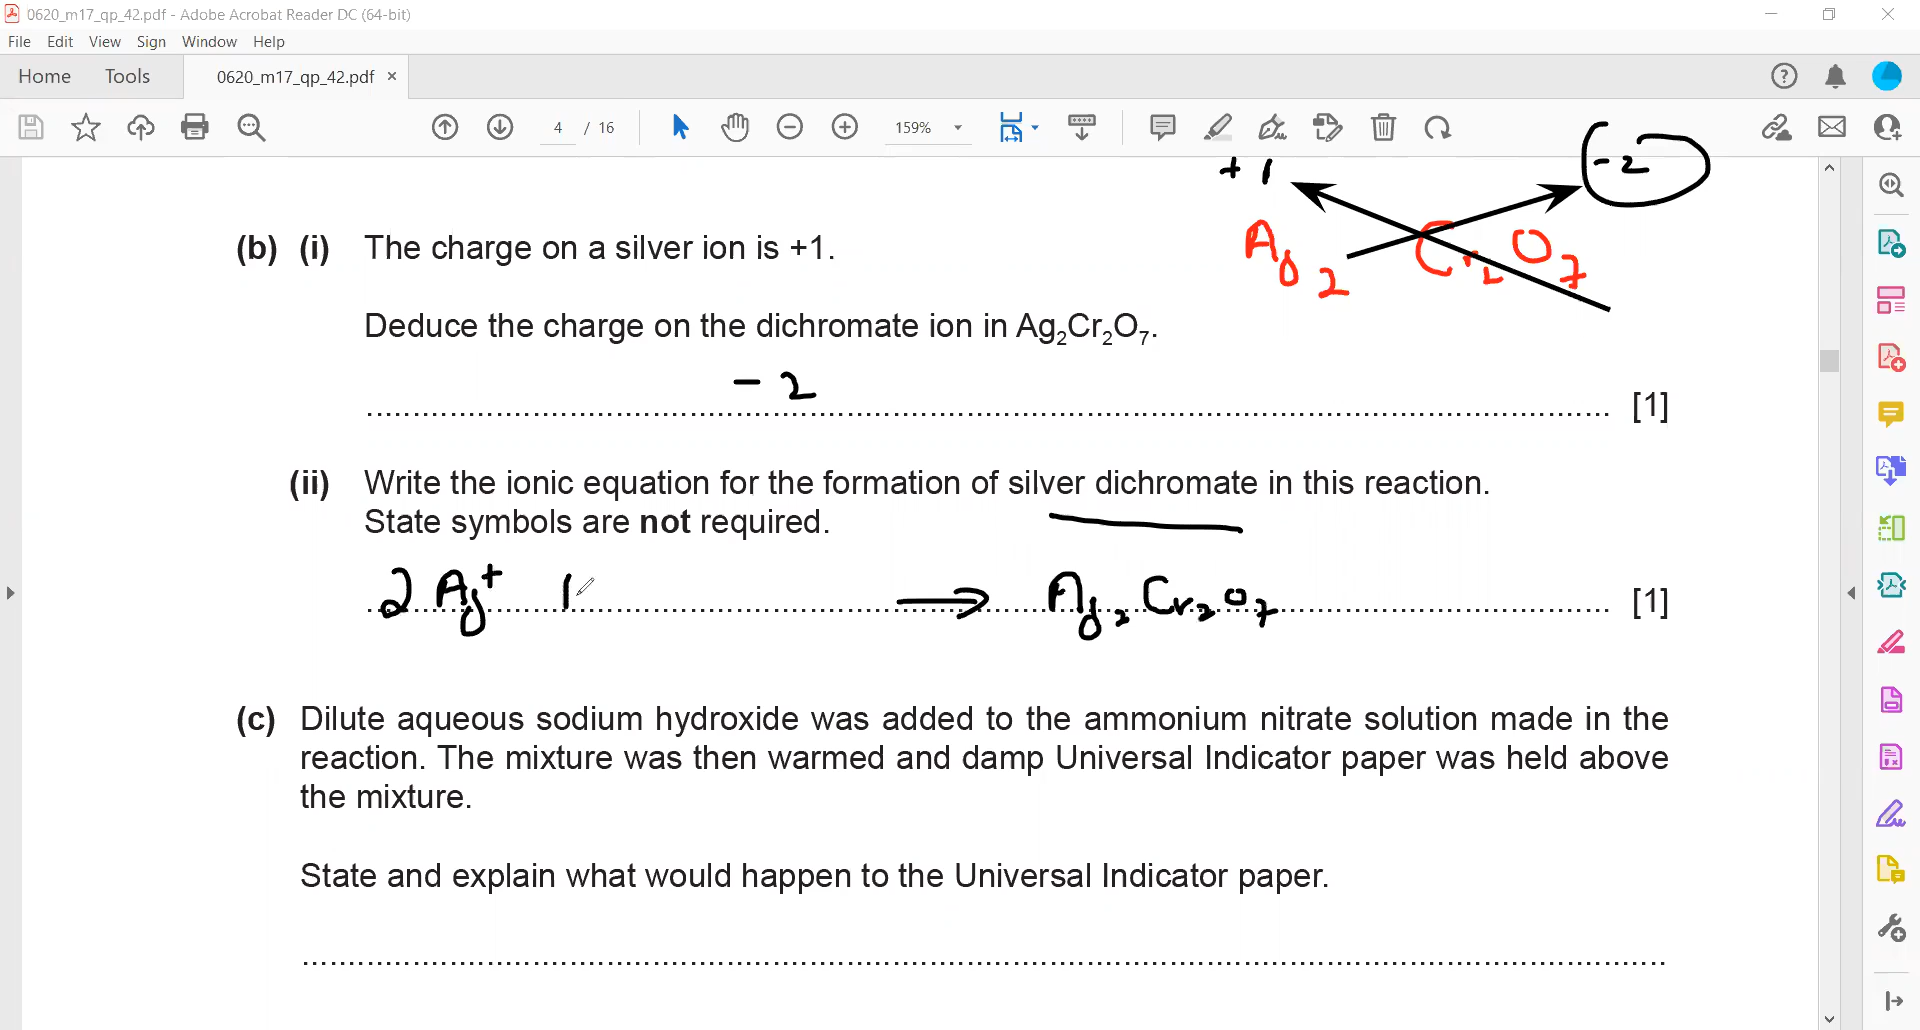 0620_m17_qp_42.pdf - Adobe Acrobat Reader DC (64-bit)
File Edit View Sign Window Help
Home Tools 0620_m17_qp_42.pdf ×
4 / 16 159%
+1 -2
Ag₂Cr₂O₇
(b) (i) The charge on a silver ion is +1.
Deduce the charge on the dichromate ion in Ag₂Cr₂O₇.
- 2
[1]
(ii) Write the ionic equation for the formation of silver dichromate in this reaction.
State symbols are not required.
2 Ag⁺ → Ag₂Cr₂O₇ [1]
(c) Dilute aqueous sodium hydroxide was added to the ammonium nitrate solution made in the
reaction. The mixture was then warmed and damp Universal Indicator paper was held above
the mixture.
State and explain what would happen to the Universal Indicator paper.